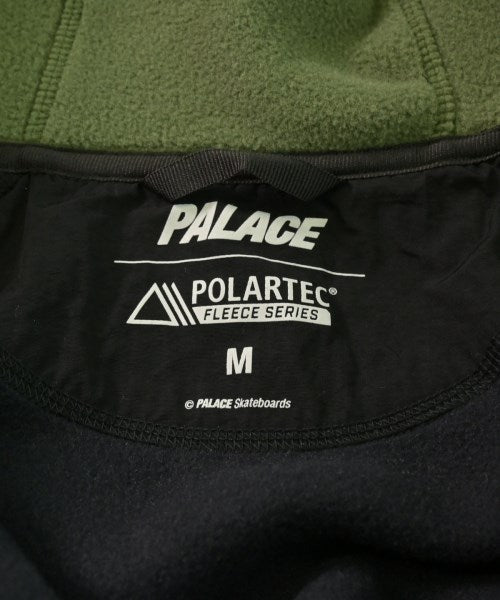 PALACE
POLARTEC®
FLEECE SERIES
M
© PALACE Skateboards